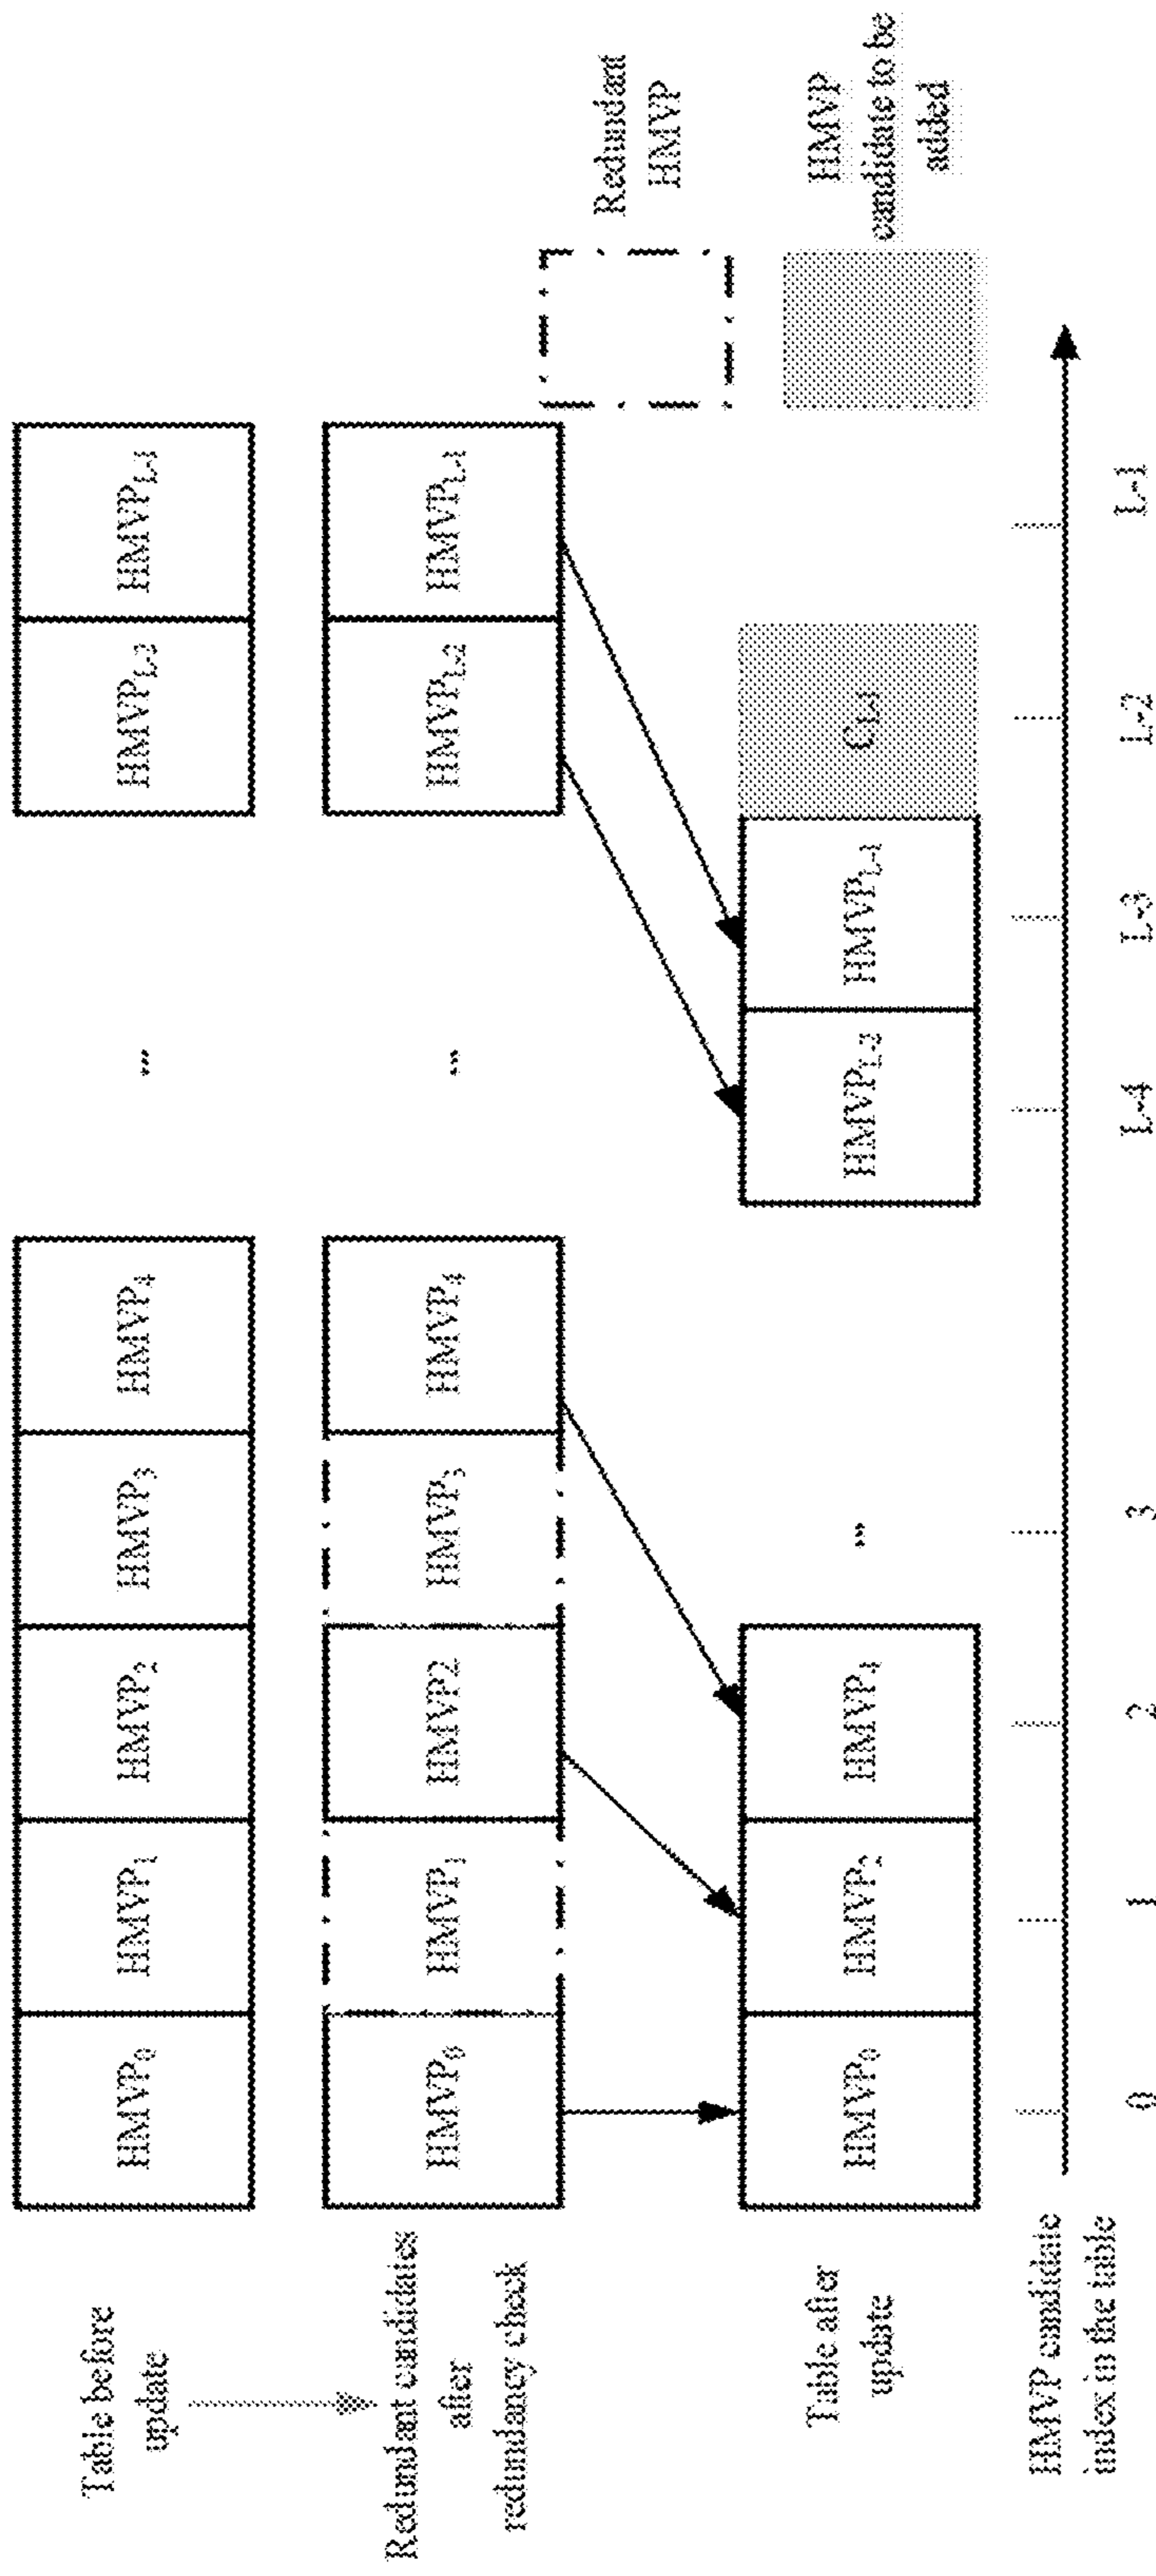 Table before
update
HMVP0
HMVP1
HMVP2
HMVP3
HMVP4
...
HMVPL-1
Redundant candidates
after
redundancy check
HMVP0
HMVP1
HMVP2
HMVP3
HMVP4
...
HMVPL-2
HMVPL-1
Redundant
HMVP
Table after
update
HMVP0
HMVP2
HMVP4
...
HMVPL-2
HMVPL-1
CL-1
HMVP
candidate to be
added
HMVP candidate
index in the table
0
1
2
3
L-4
L-3
L-2
L-1